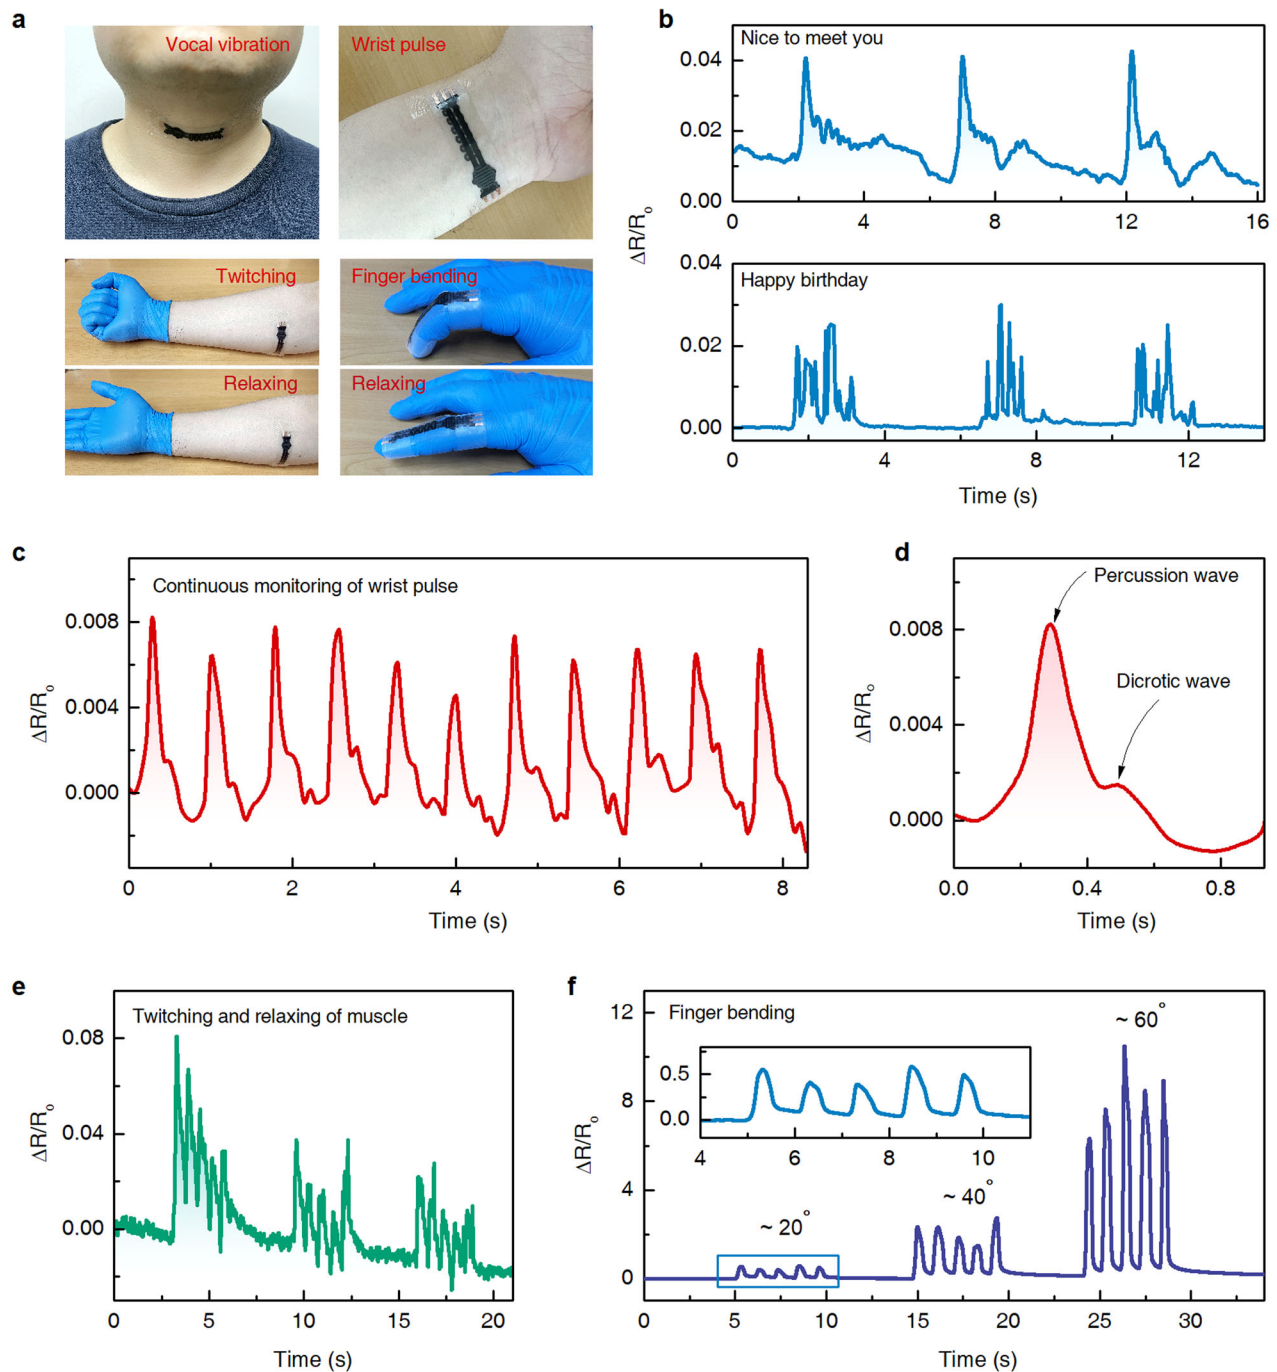 a
Vocal vibration
Wrist pulse
Twitching
Finger bending
Relaxing
Relaxing
b
Nice to meet you
0.04
0.02
0.00
0
4
8
12
16
ΔR/R₀
Happy birthday
0.04
0.02
0.00
0
4
8
12
Time (s)
c
Continuous monitoring of wrist pulse
0.008
0.004
0.000
ΔR/R₀
0
2
4
6
8
Time (s)
d
Percussion wave
Dicrotic wave
0.008
0.004
0.000
ΔR/R₀
0.0
0.4
0.8
Time (s)
e
Twitching and relaxing of muscle
0.08
0.04
0.00
ΔR/R₀
0
5
10
15
20
Time (s)
f
Finger bending
~ 60°
~ 40°
~ 20°
12
8
4
0
ΔR/R₀
0.5
0.0
4
6
8
10
0
5
10
15
20
25
30
Time (s)